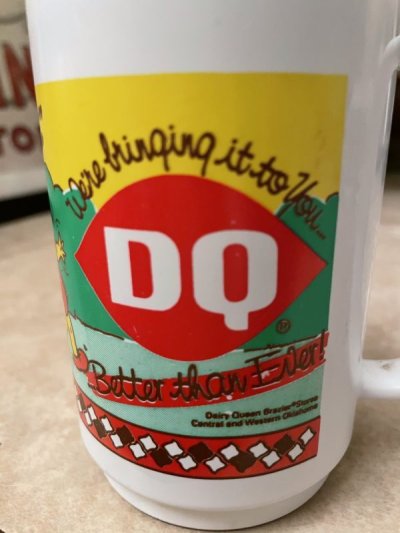 We're bringing it to You...
DQ
®
Better than Ever!
Dairy Queen Brazier® Stores
Central and Western Oklahoma